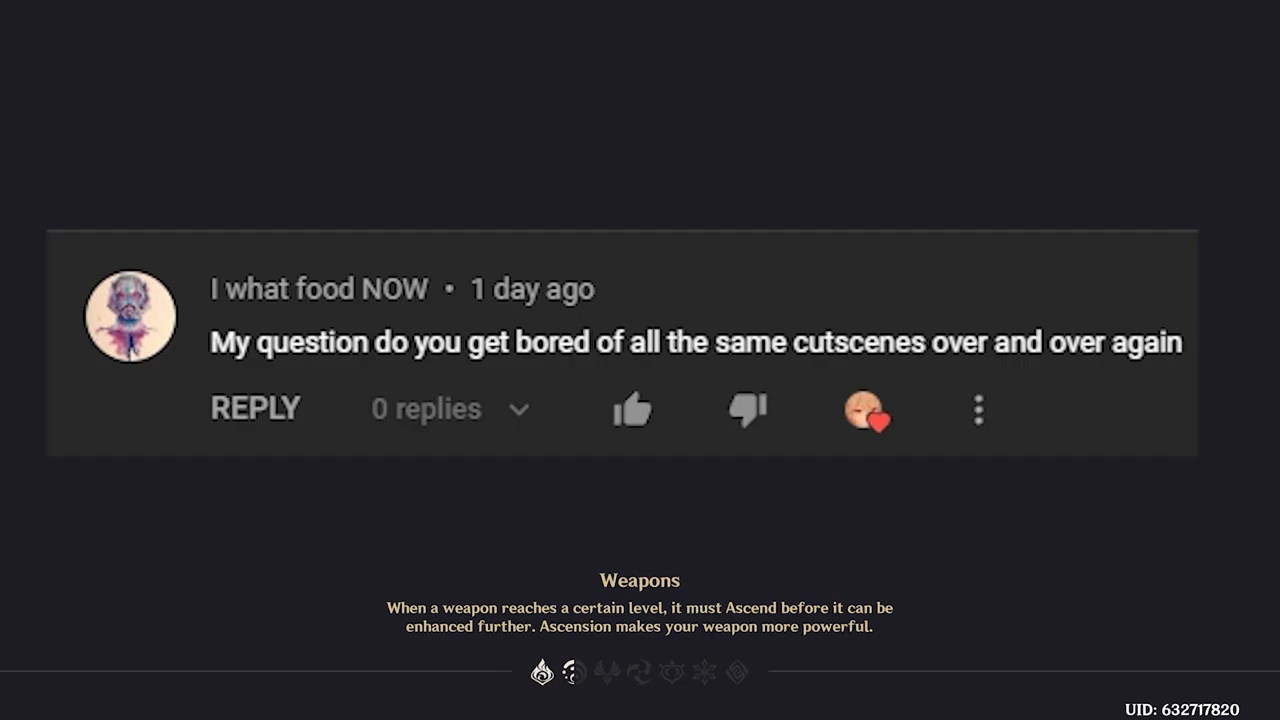 I what food NOW • 1 day ago
My question do you get bored of all the same cutscenes over and over again
REPLY 0 replies
Weapons
When a weapon reaches a certain level, it must Ascend before it can be
enhanced further. Ascension makes your weapon more powerful.
UID: 632717820